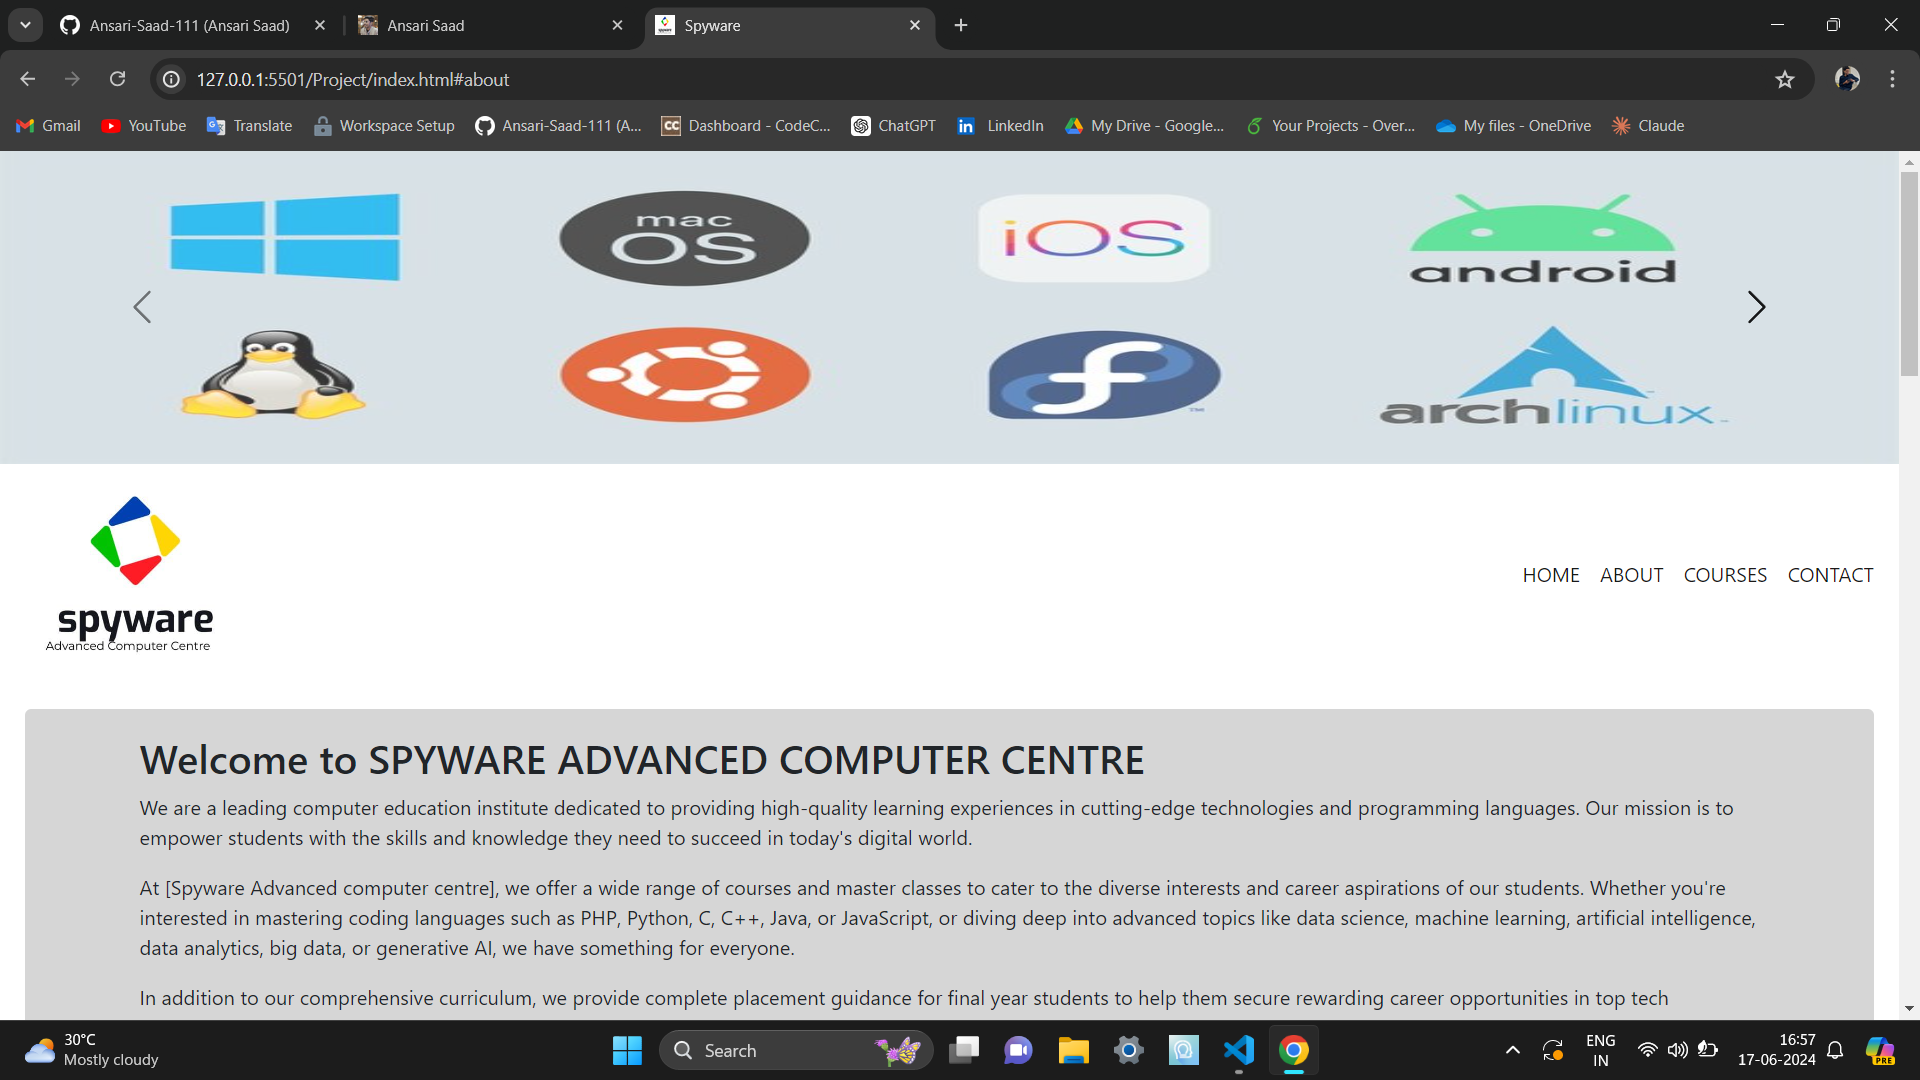 Ansari-Saad-111 (Ansari Saad)
Ansari Saad
Spyware
127.0.0.1:5501/Project/index.html#about
Gmail
YouTube
Translate
Workspace Setup
Ansari-Saad-111 (A...
Dashboard - CodeC...
ChatGPT
LinkedIn
My Drive - Google...
Your Projects - Over...
My files - OneDrive
Claude
mac
OS
iOS
android
archlinux™
HOME ABOUT COURSES CONTACT
spyware
Advanced Computer Centre
Welcome to SPYWARE ADVANCED COMPUTER CENTRE
We are a leading computer education institute dedicated to providing high-quality learning experiences in cutting-edge technologies and programming languages. Our mission is to
empower students with the skills and knowledge they need to succeed in today's digital world.
At [Spyware Advanced computer centre], we offer a wide range of courses and master classes to cater to the diverse interests and career aspirations of our students. Whether you're
interested in mastering coding languages such as PHP, Python, C, C++, Java, or JavaScript, or diving deep into advanced topics like data science, machine learning, artificial intelligence,
data analytics, big data, or generative AI, we have something for everyone.
In addition to our comprehensive curriculum, we provide complete placement guidance for final year students to help them secure rewarding career opportunities in top tech
30°C
Mostly cloudy
Search
ENG
IN
16:57
17-06-2024
PRE